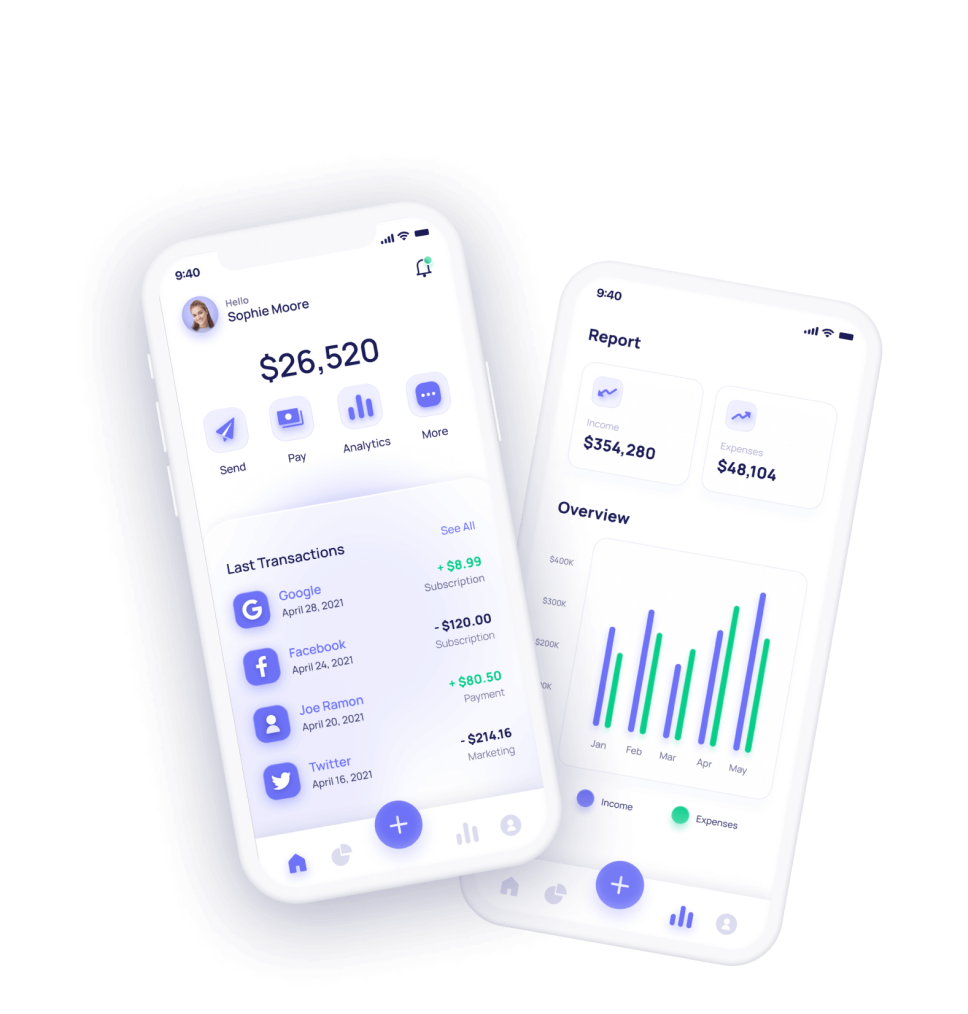 9:40
Hello
Sophie Moore
$26,520
Send
Pay
Analytics
More
Last Transactions
See All
Google
+ $8.99
April 28, 2021
Subscription
Facebook
- $120.00
April 24, 2021
Subscription
Joe Ramon
+ $80.50
April 20, 2021
Payment
Twitter
- $214.16
April 16, 2021
Marketing
9:40
Report
Income
$354,280
Expenses
$48,104
Overview
$400K
$300K
$200K
Jan
Feb
Mar
Apr
May
Income
Expenses